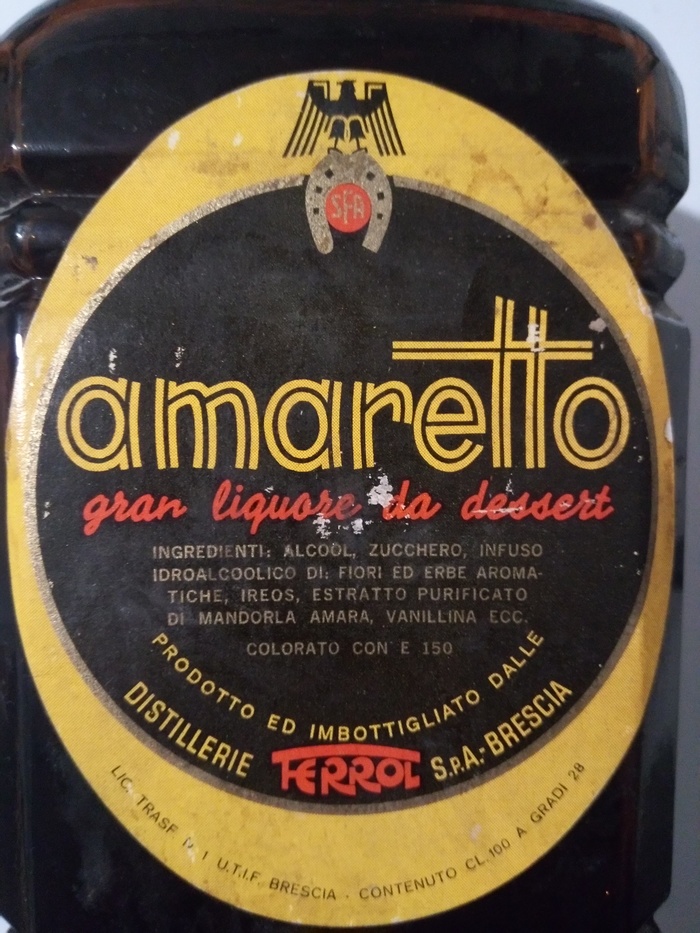 SFA
amaretto
gran liquore da dessert
INGREDIENTI: ALCOOL, ZUCCHERO, INFUSO
IDROALCOOLICO DI: FIORI ED ERBE AROMA-
TICHE, IREOS, ESTRATTO PURIFICATO
DI MANDORLA AMARA, VANILLINA ECC.
COLORATO CON E 150
PRODOTTO ED IMBOTTIGLIATO DALLE
DISTILLERIE FERROL S.P.A.-BRESCIA
LIC. TRASF. N. 1 U.T.I.F. BRESCIA - CONTENUTO CL. 100 A GRADI 28